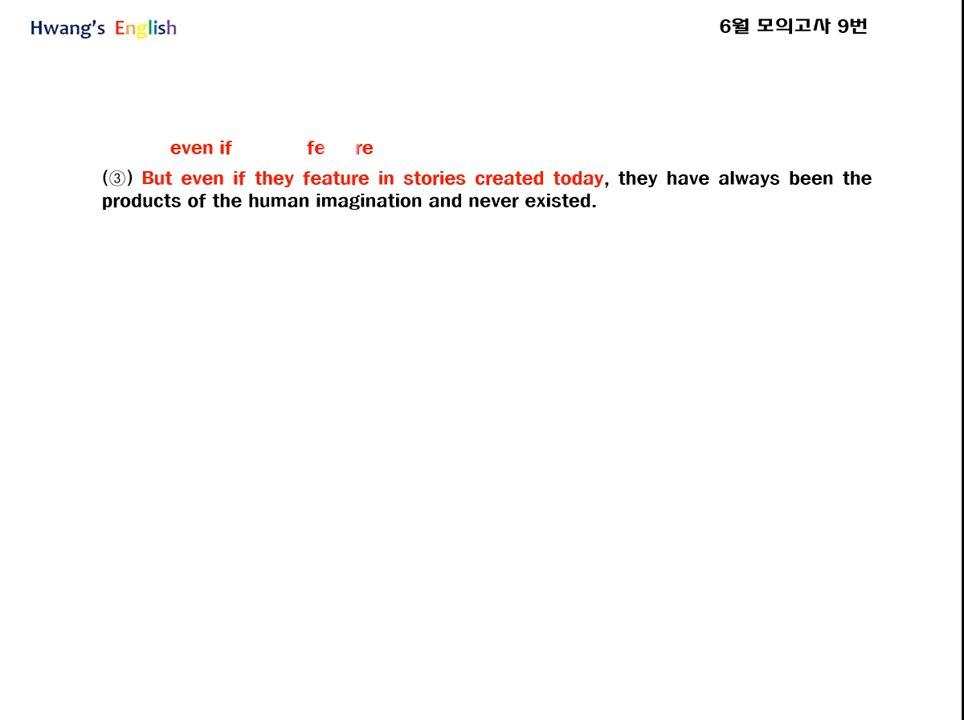 Hwang's English
6월 모의고사 9번
even if fe re
(③) But even if they feature in stories created today, they have always been the
products of the human imagination and never existed.